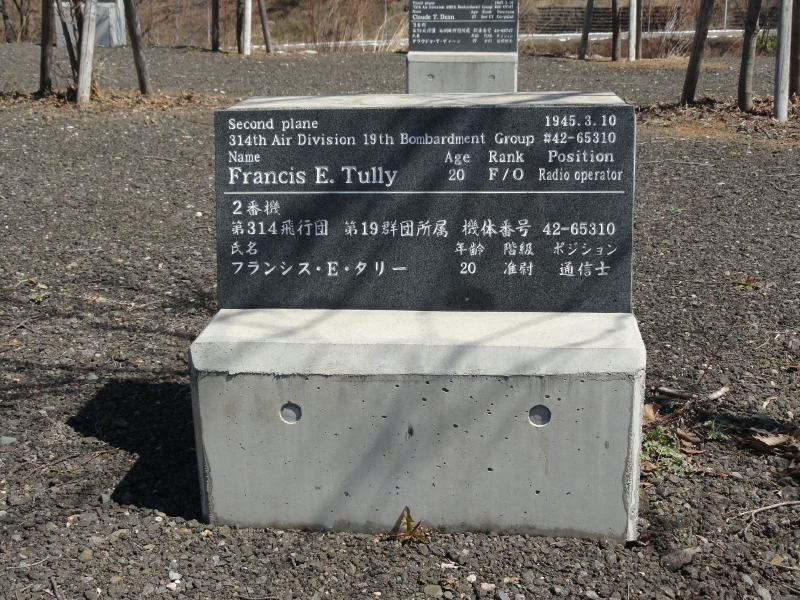 Claude T. Dean
Second plane 1945.3.10
314th Air Division 19th Bombardment Group #42-65310
Name Age Rank Position
Francis E. Tully 20 F/O Radio operator
2番機
第314飛行団 第19群団所属 機体番号 42-65310
氏名 年齢 階級 ポジション
フランシス・E・タリー 20 准尉 通信士